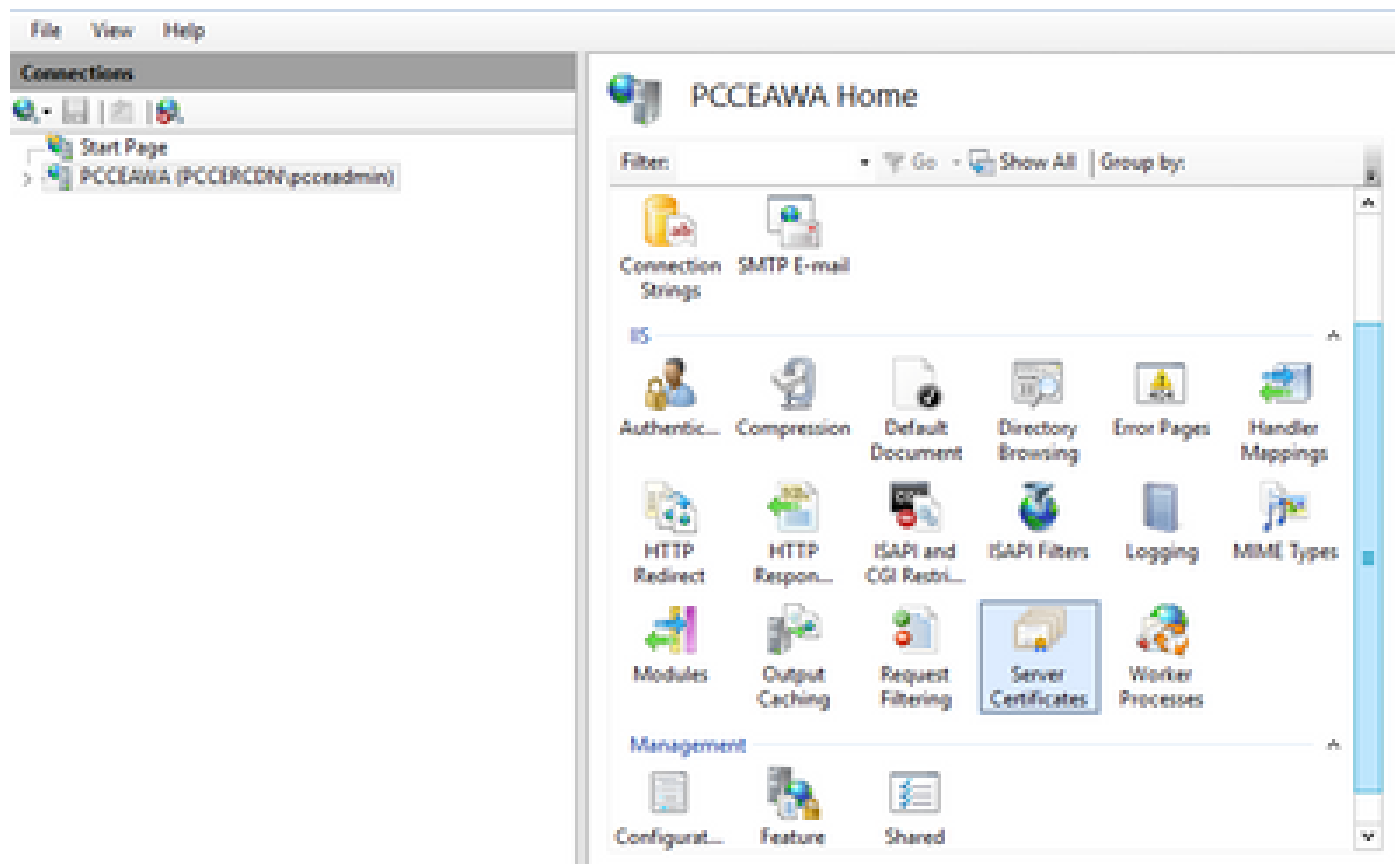 File View Help
Connections
Start Page
PCCEAWA (PCCERCDN\pcceadmin)
PCCEAWA Home
Filter: Go Show All Group by:
Connection Strings
SMTP E-mail
IIS
Authentic...
Compression
Default Document
Directory Browsing
Error Pages
Handler Mappings
HTTP Redirect
HTTP Respon...
ISAPI and CGI Restri...
ISAPI Filters
Logging
MIME Types
Modules
Output Caching
Request Filtering
Server Certificates
Worker Processes
Management
Configurat...
Feature
Shared